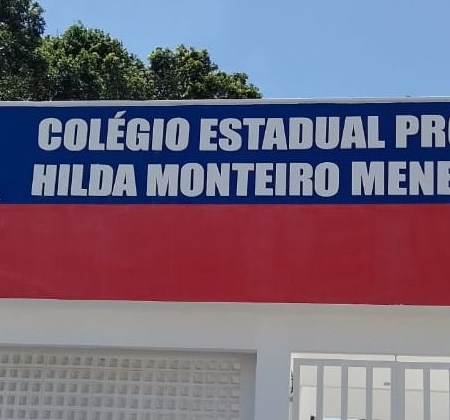 COLÉGIO ESTADUAL PRO
HILDA MONTEIRO MENE